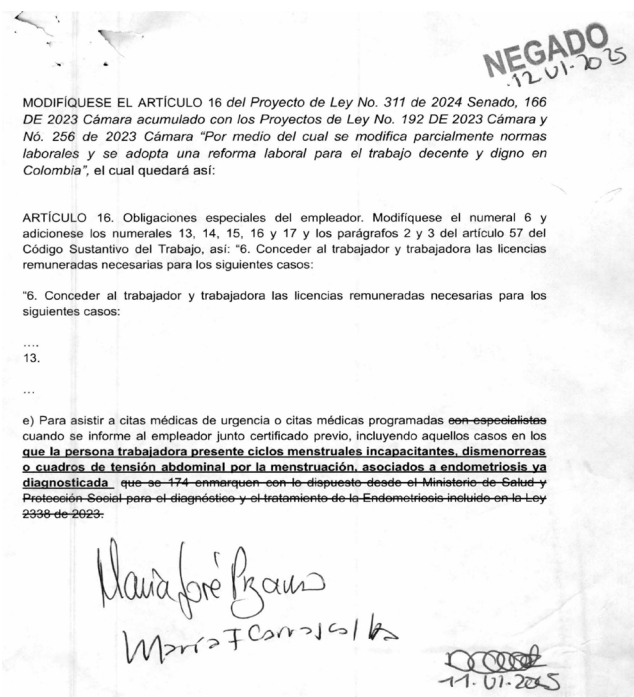 NEGADO
12 VI-2025
MODIFÍQUESE EL ARTÍCULO 16 del Proyecto de Ley No. 311 de 2024 Senado, 166
DE 2023 Cámara acumulado con los Proyectos de Ley No. 192 DE 2023 Cámara y
Nó. 256 de 2023 Cámara “Por medio del cual se modifica parcialmente normas
laborales y se adopta una reforma laboral para el trabajo decente y digno en
Colombia”, el cual quedará así:
ARTÍCULO 16. Obligaciones especiales del empleador. Modifíquese el numeral 6 y
adicionese los numerales 13, 14, 15, 16 y 17 y los parágrafos 2 y 3 del artículo 57 del
Código Sustantivo del Trabajo, así: “6. Conceder al trabajador y trabajadora las licencias
remuneradas necesarias para los siguientes casos:
“6. Conceder al trabajador y trabajadora las licencias remuneradas necesarias para los
siguientes casos:
....
13.
...
e) Para asistir a citas médicas de urgencia o citas médicas programadas con especialistas
cuando se informe al empleador junto certificado previo, incluyendo aquellos casos en los
que la persona trabajadora presente ciclos menstruales incapacitantes, dismenorreas
o cuadros de tensión abdominal por la menstruación, asociados a endometriosis ya
diagnosticada que se 174 enmarquen con lo dispuesto desde el Ministerio de Salud y
Protección Social para el diagnóstico y el tratamiento de la Endometriosis incluido en la Ley
2338 de 2023.
María José Pizarro
María F Carrascal
11-VI-2025